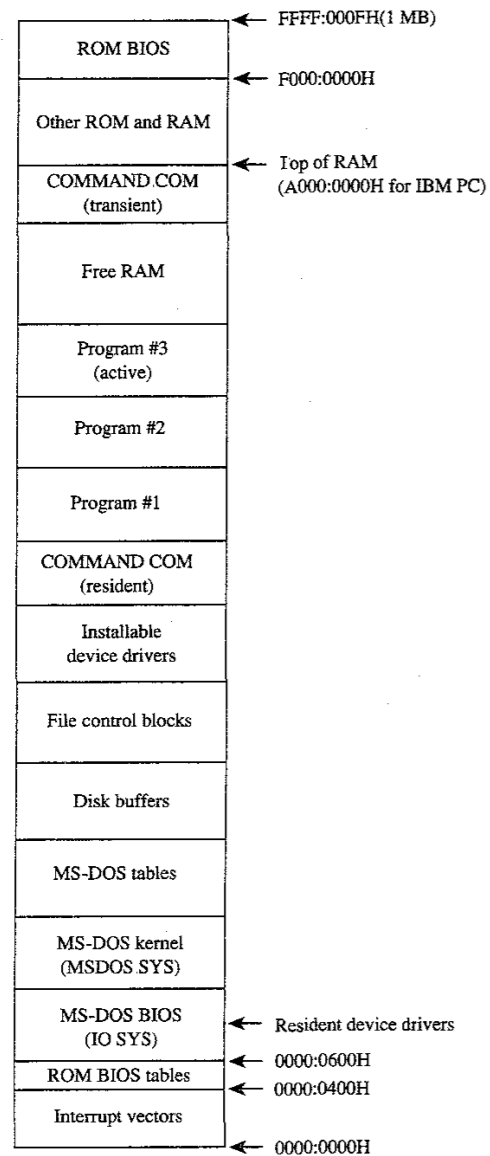 FFFF:000FH(1 MB)
ROM BIOS
F000:0000H
Other ROM and RAM
Top of RAM
(A000:0000H for IBM PC)
COMMAND.COM
(transient)
Free RAM
Program #3
(active)
Program #2
Program #1
COMMAND COM
(resident)
Installable
device drivers
File control blocks
Disk buffers
MS-DOS tables
MS-DOS kernel
(MSDOS.SYS)
MS-DOS BIOS
(IO SYS)
Resident device drivers
0000:0600H
ROM BIOS tables
0000:0400H
Interrupt vectors
0000:0000H